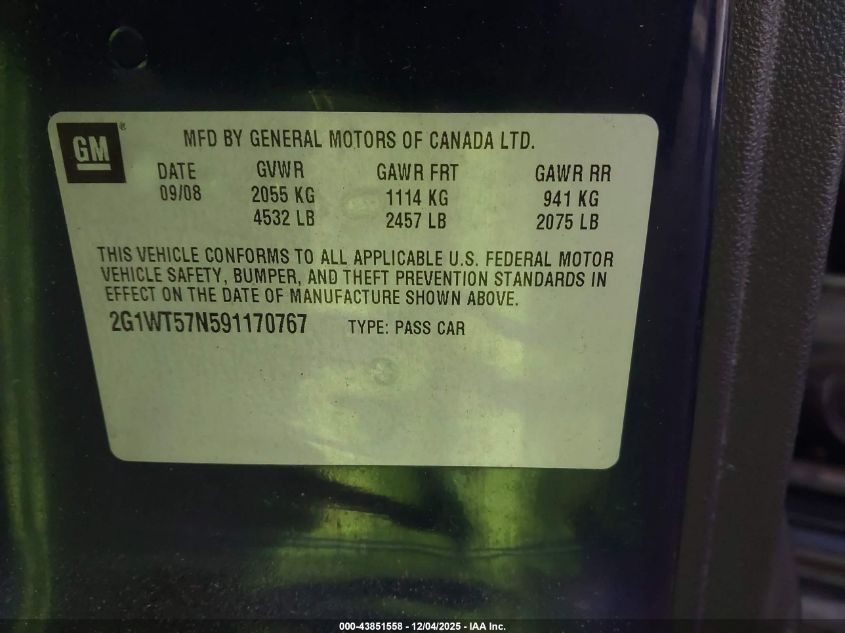 GM ®
MFD BY GENERAL MOTORS OF CANADA LTD.
DATE GVWR GAWR FRT GAWR RR
09/08 2055 KG 1114 KG 941 KG
4532 LB 2457 LB 2075 LB
THIS VEHICLE CONFORMS TO ALL APPLICABLE U.S. FEDERAL MOTOR
VEHICLE SAFETY, BUMPER, AND THEFT PREVENTION STANDARDS IN
EFFECT ON THE DATE OF MANUFACTURE SHOWN ABOVE.
2G1WT57N591170767 TYPE: PASS CAR
000-43851558 - 12/04/2025 - IAA Inc.